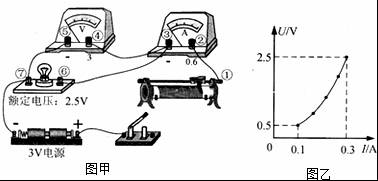 ⑤ ④ ③ ②
V A
- 3 - 0.6
⑦ ⑥ ①
额定电压：2.5V
- +
3V电源
图甲
U/V
2.5
0.5
0 0.1 0.3 I/A
图乙